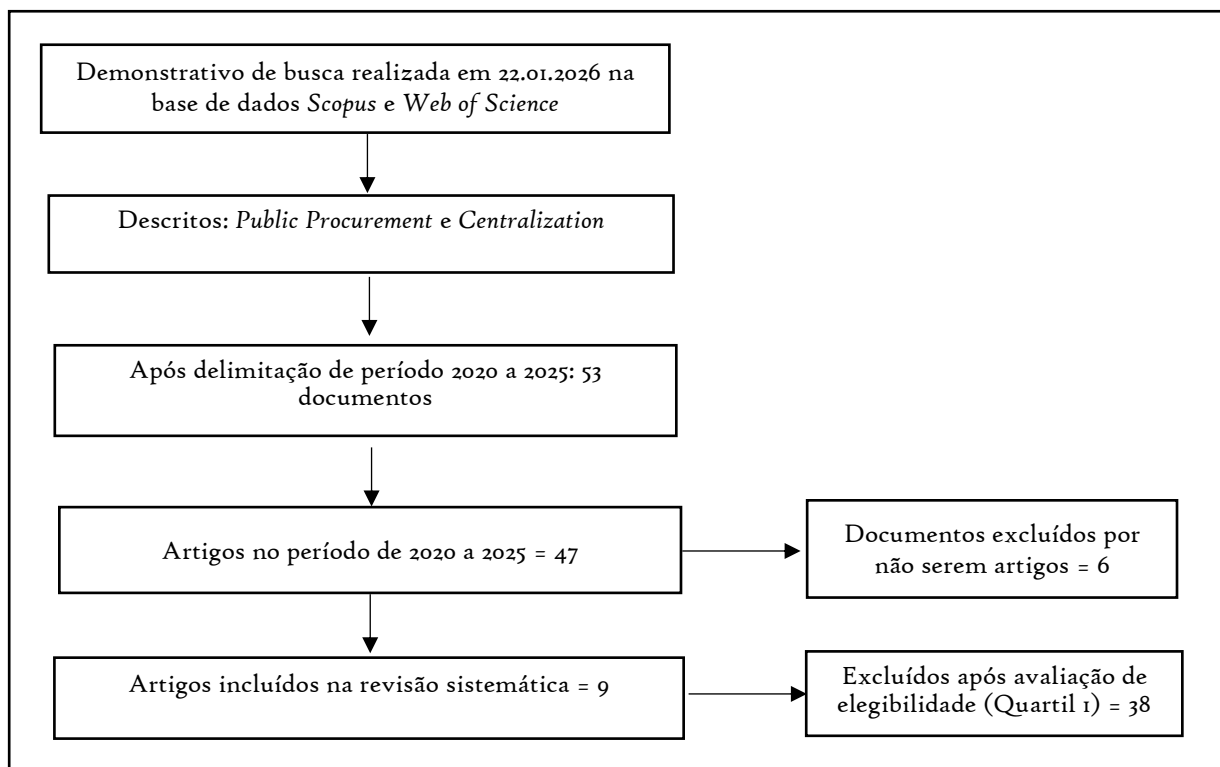 Demonstrativo de busca realizada em 22.01.2026 na
base de dados Scopus e Web of Science
Descritos: Public Procurement e Centralization
Após delimitação de período 2020 a 2025: 53
documentos
Artigos no período de 2020 a 2025 = 47
Documentos excluídos por
não serem artigos = 6
Artigos incluídos na revisão sistemática = 9
Excluídos após avaliação de
elegibilidade (Quartil 1) = 38